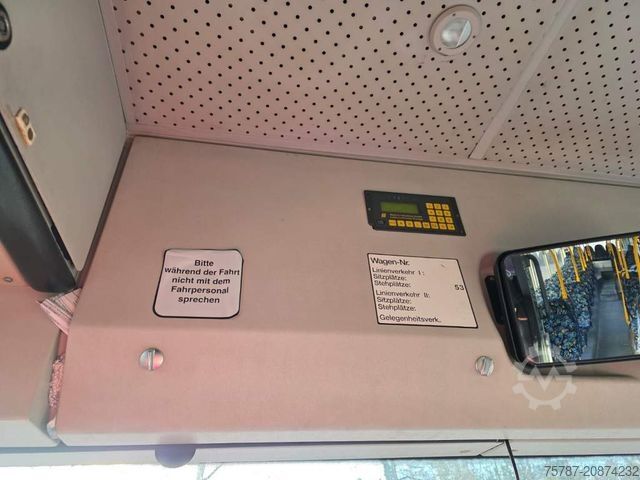 Bitte
während der Fahrt
nicht mit dem
Fahrpersonal
sprechen
Wagen-Nr.
Linienverkehr I:
Sitzplätze: 53
Stehplätze:
Linienverkehr II:
Sitzplätze:
Stehplätze:
Gelegenheitsverk.
75787-20874232